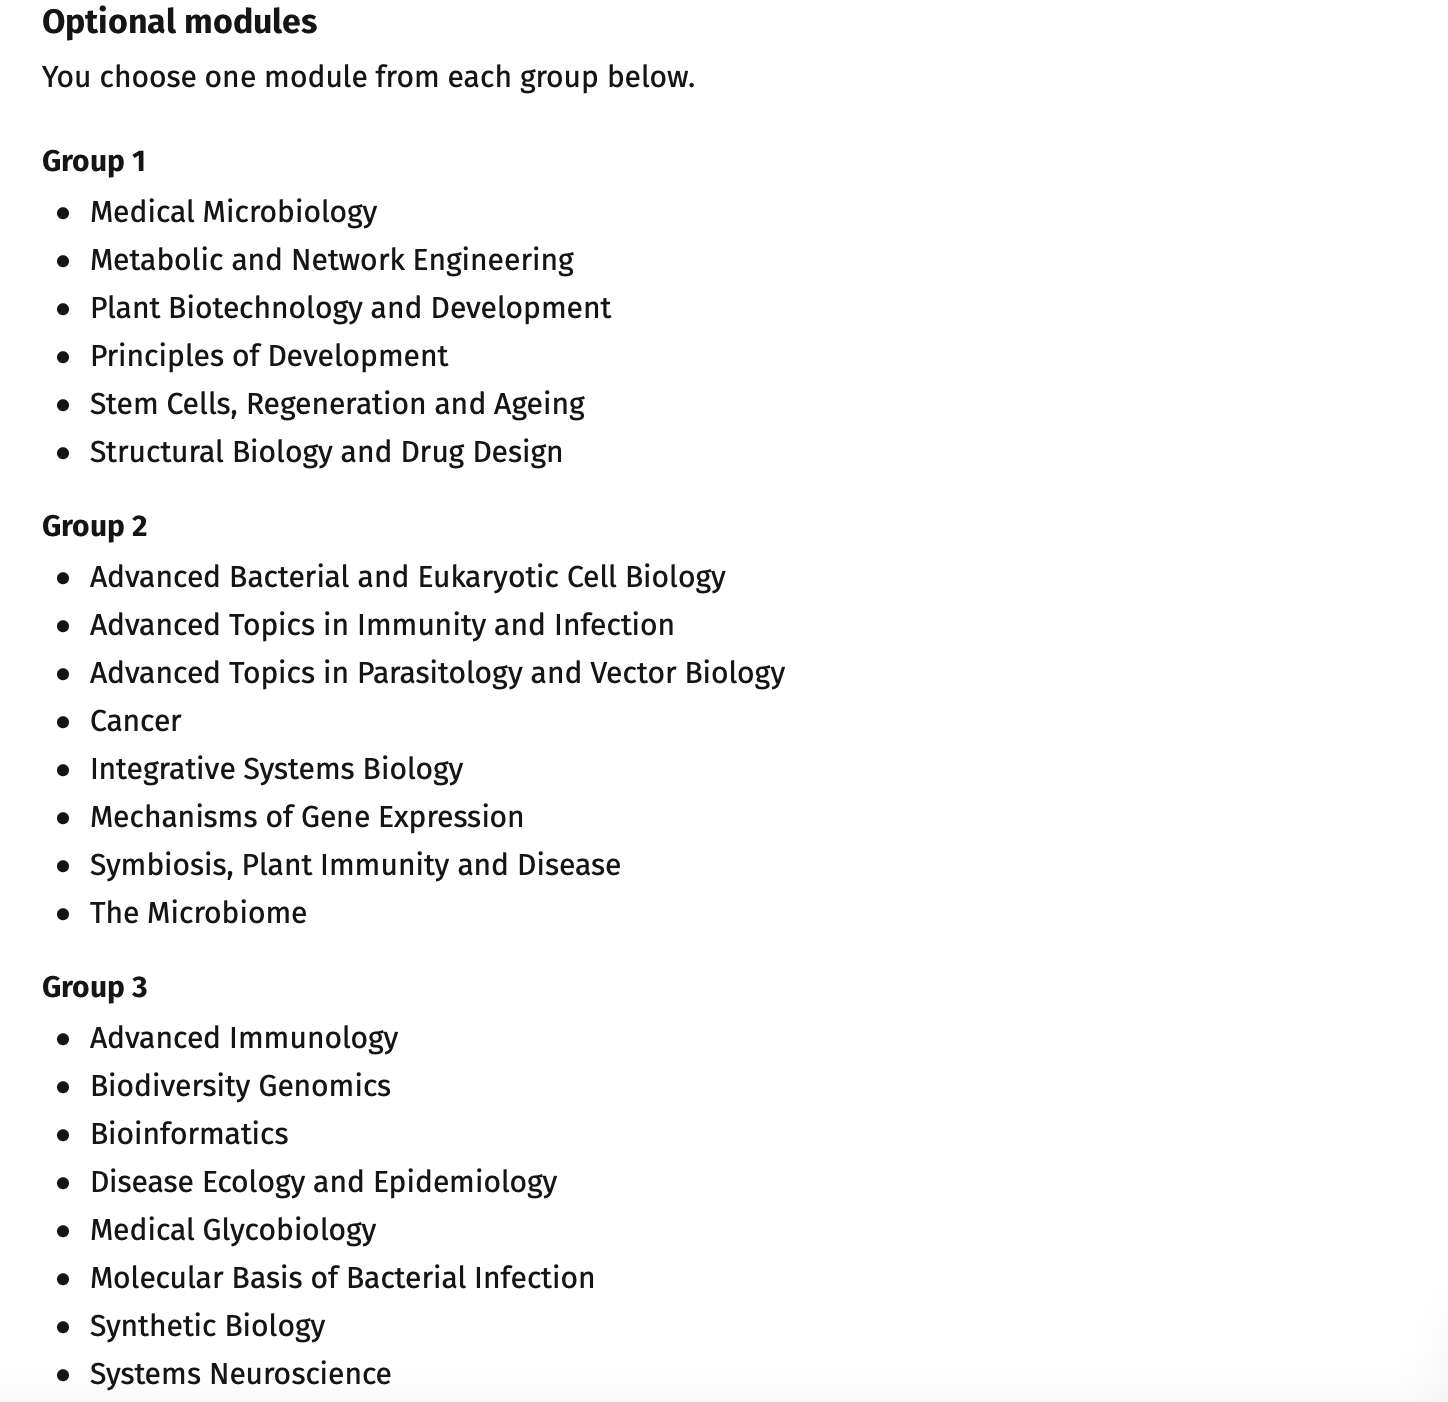 Optional modules
You choose one module from each group below.
Group 1
• Medical Microbiology
• Metabolic and Network Engineering
• Plant Biotechnology and Development
• Principles of Development
• Stem Cells, Regeneration and Ageing
• Structural Biology and Drug Design
Group 2
• Advanced Bacterial and Eukaryotic Cell Biology
• Advanced Topics in Immunity and Infection
• Advanced Topics in Parasitology and Vector Biology
• Cancer
• Integrative Systems Biology
• Mechanisms of Gene Expression
• Symbiosis, Plant Immunity and Disease
• The Microbiome
Group 3
• Advanced Immunology
• Biodiversity Genomics
• Bioinformatics
• Disease Ecology and Epidemiology
• Medical Glycobiology
• Molecular Basis of Bacterial Infection
• Synthetic Biology
• Systems Neuroscience